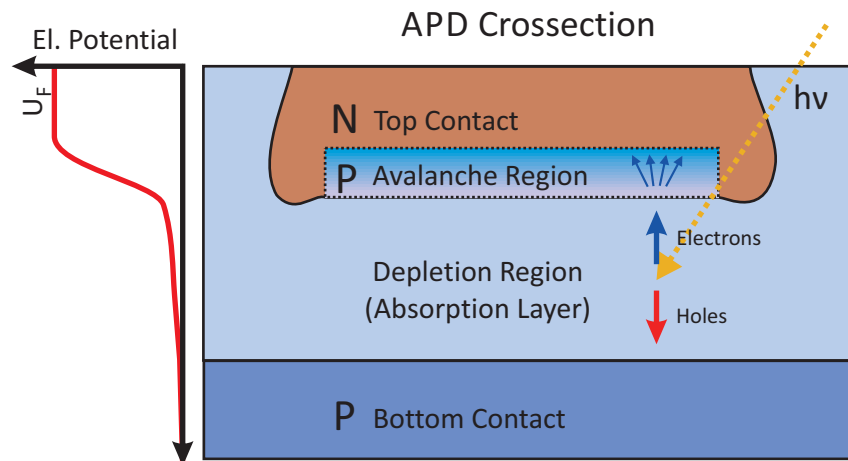 El. Potential
APD Crossection
U_F
hν
N Top Contact
P Avalanche Region
Electrons
Depletion Region
(Absorption Layer)
Holes
P Bottom Contact